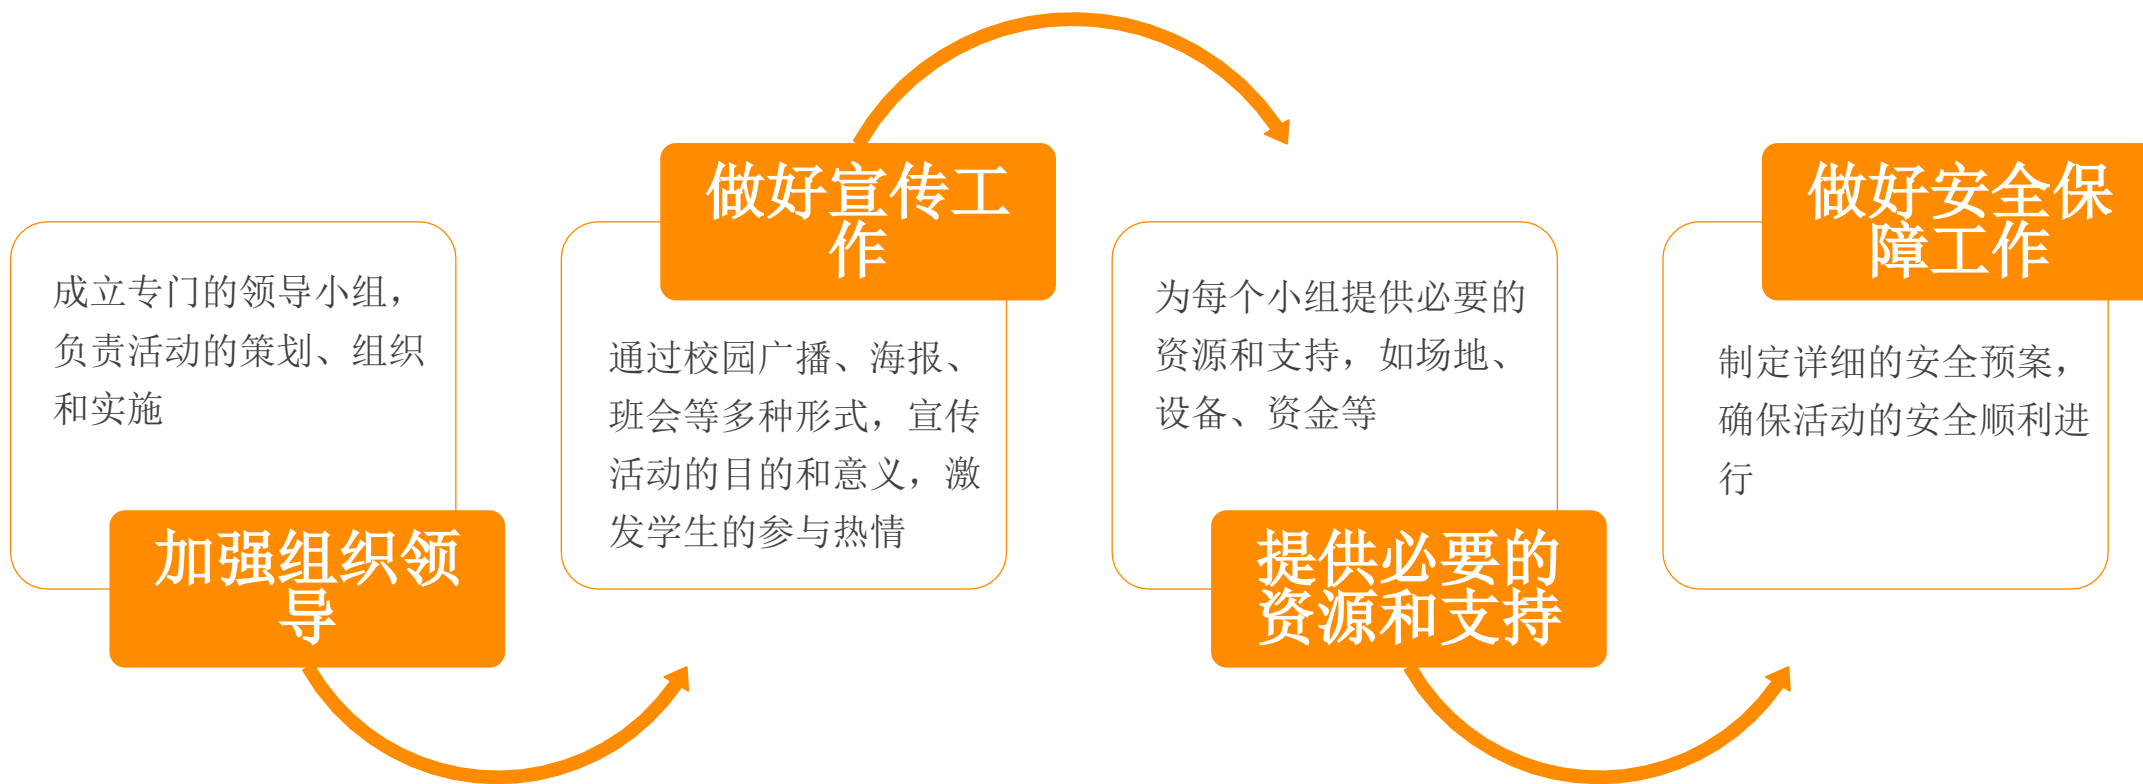 成立专门的领导小组，
负责活动的策划、组织
和实施
加强组织领
导
做好宣传工
作
通过校园广播、海报、
班会等多种形式，宣传
活动的目的和意义，激
发学生的参与热情
为每个小组提供必要的
资源和支持，如场地、
设备、资金等
提供必要的
资源和支持
做好安全保
障工作
制定详细的安全预案，
确保活动的安全顺利进
行